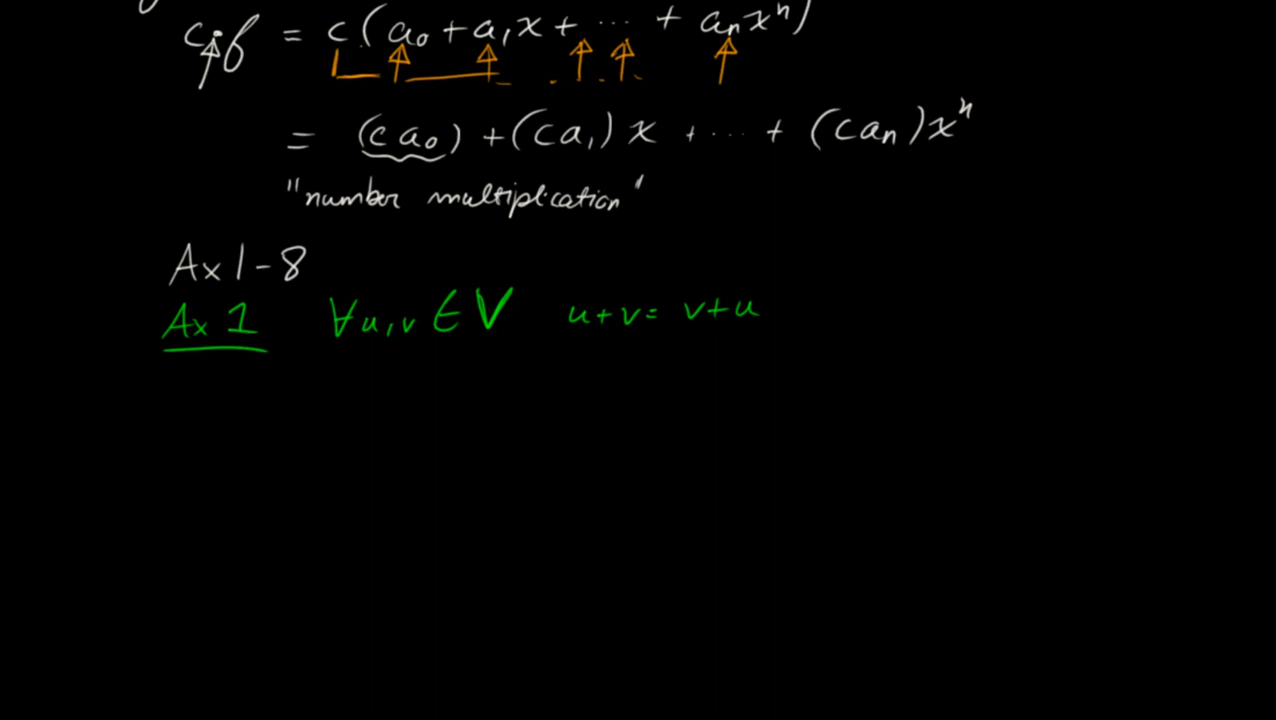 c·f = c(a₀ + a₁x + ··· + aₙxⁿ)
= (ca₀) + (ca₁)x + ··· + (caₙ)xⁿ
"number multiplication"
Ax 1-8
Ax 1 ∀u,v ∈ V u+v = v+u